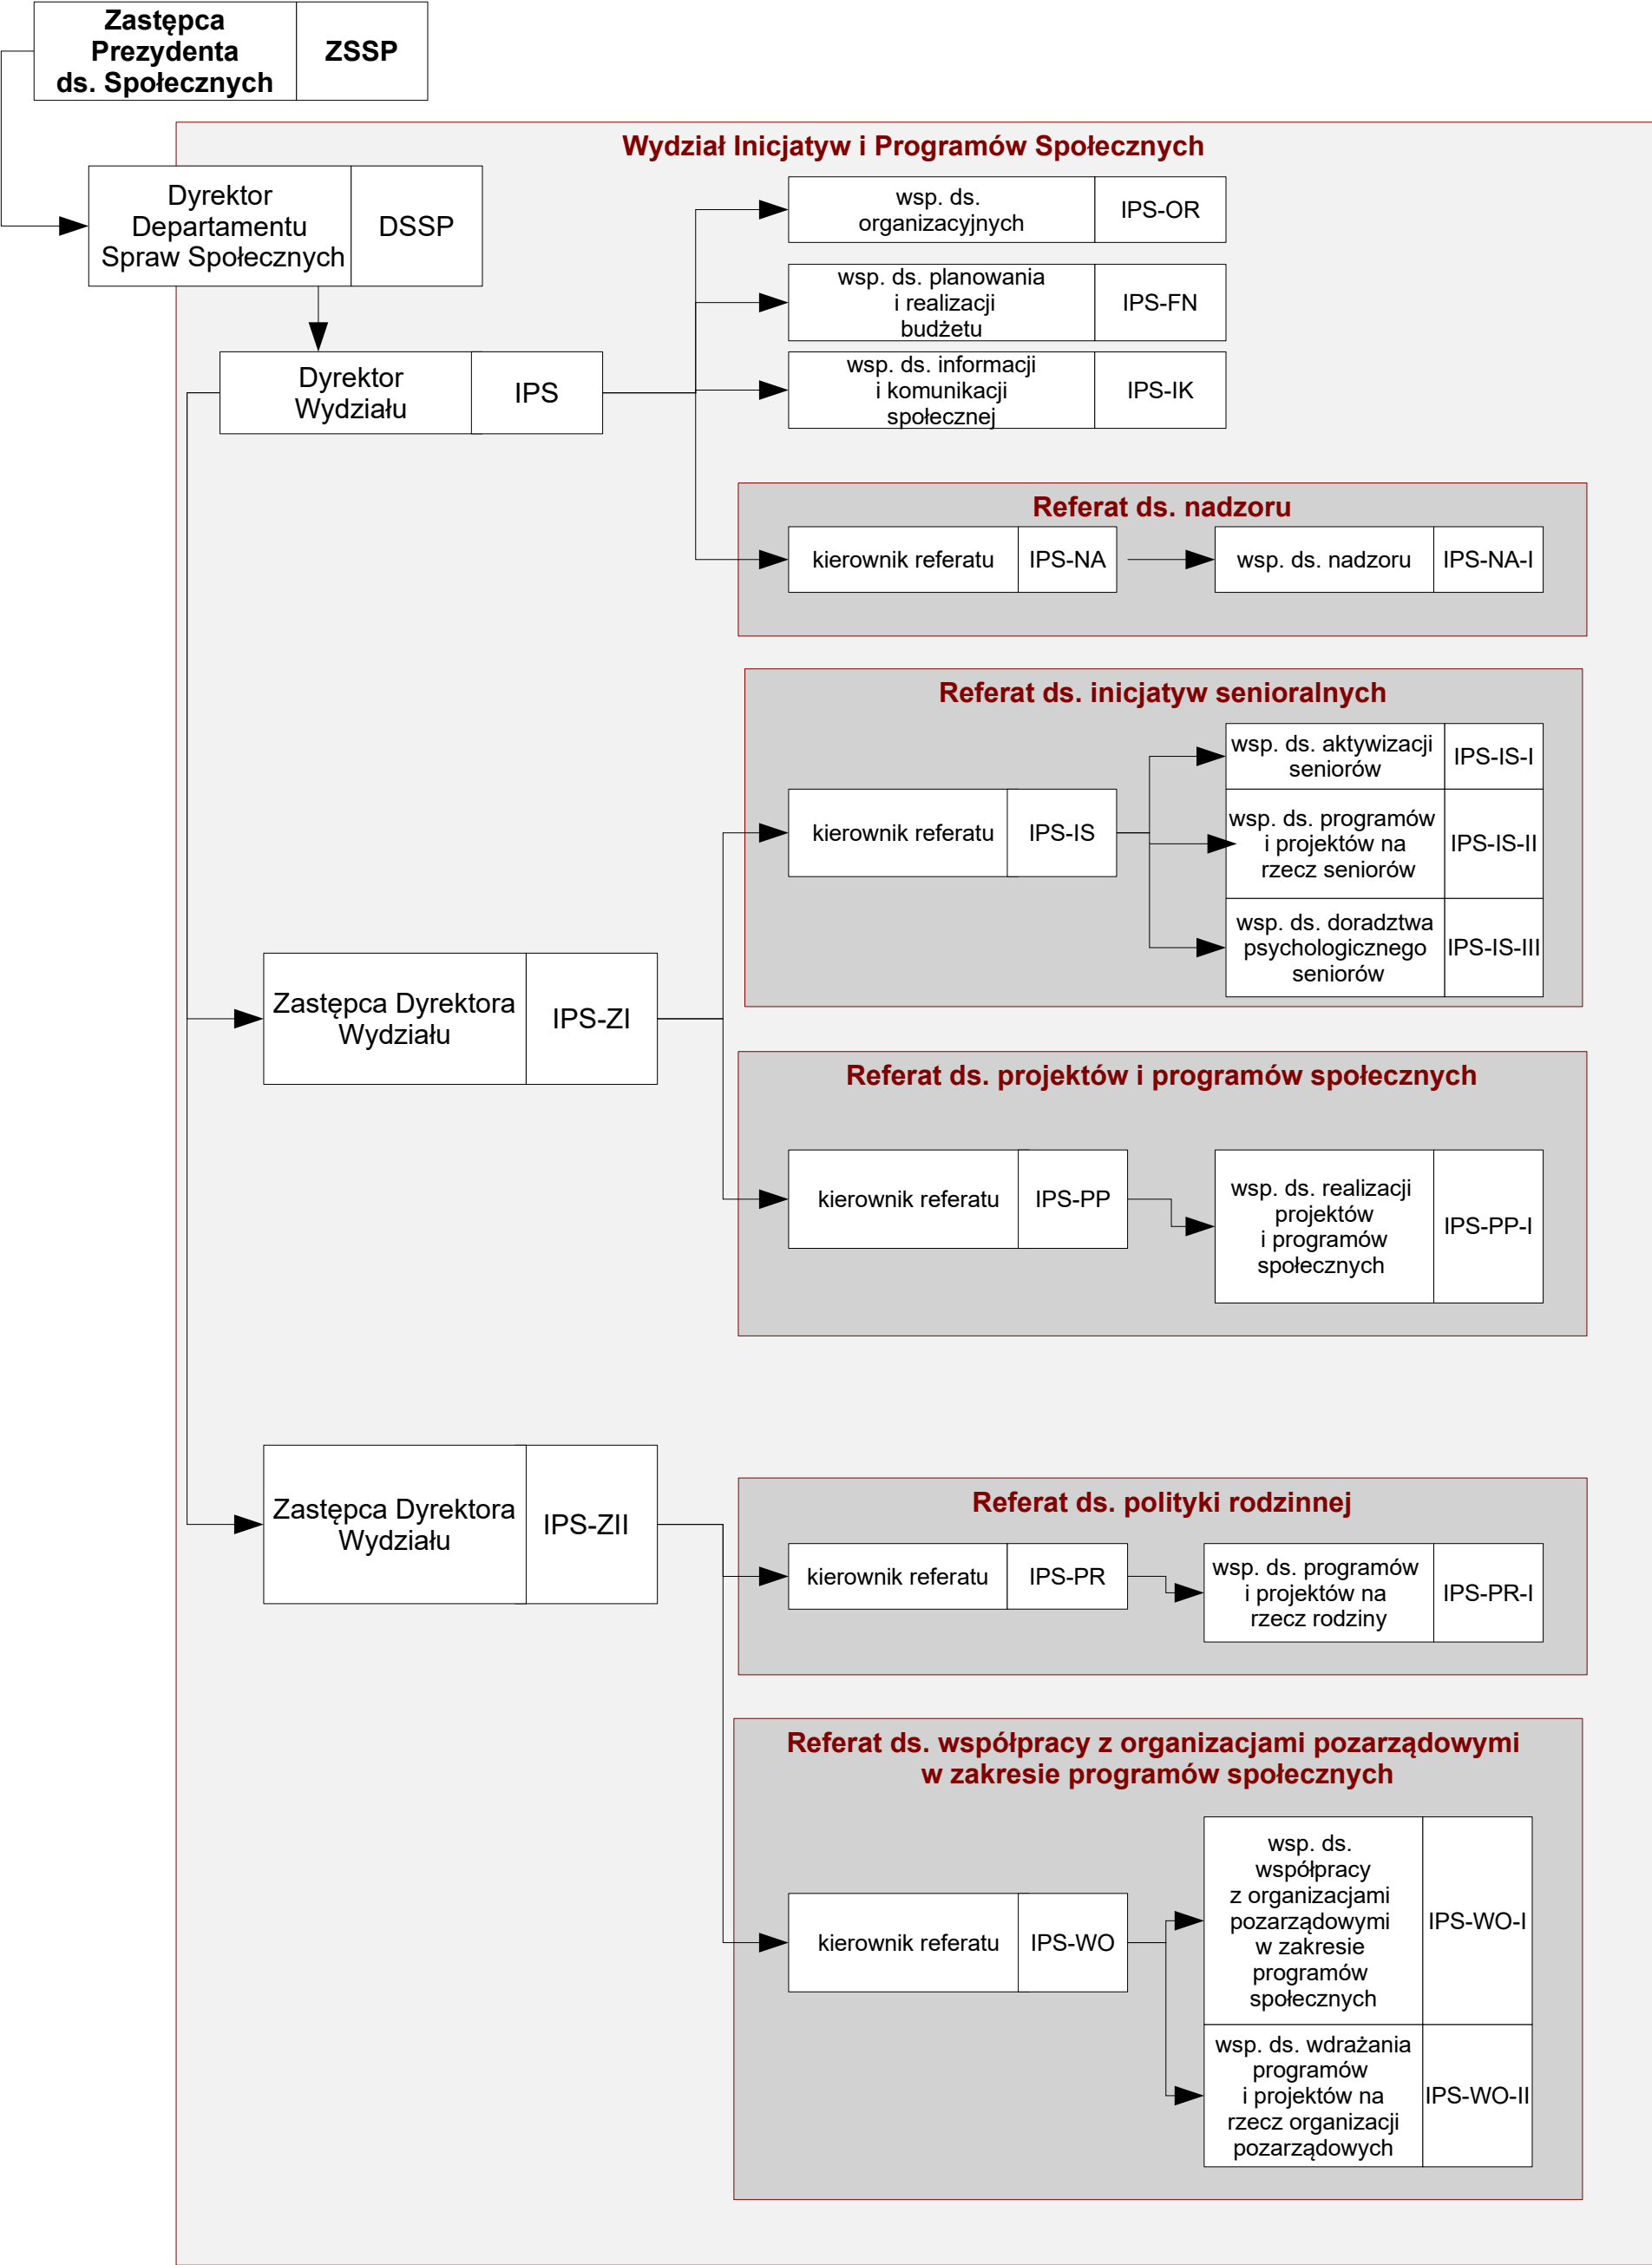 Zastępca
Prezydenta
ds. Społecznych
ZSSP
Wydział Inicjatyw i Programów Społecznych
Dyrektor
Departamentu
Spraw Społecznych
DSSP
wsp. ds.
organizacyjnych
IPS-OR
wsp. ds. planowania
i realizacji
budżetu
IPS-FN
Dyrektor
Wydziału
IPS
wsp. ds. informacji
i komunikacji
społecznej
IPS-IK
Referat ds. nadzoru
kierownik referatu
IPS-NA
wsp. ds. nadzoru
IPS-NA-I
Referat ds. inicjatyw senioralnych
kierownik referatu
IPS-IS
wsp. ds. aktywizacji
seniorów
IPS-IS-I
wsp. ds. programów
i projektów na
rzecz seniorów
IPS-IS-II
wsp. ds. doradztwa
psychologicznego
seniorów
IPS-IS-III
Zastępca Dyrektora
Wydziału
IPS-ZI
Referat ds. projektów i programów społecznych
kierownik referatu
IPS-PP
wsp. ds. realizacji
projektów
i programów
społecznych
IPS-PP-I
Zastępca Dyrektora
Wydziału
IPS-ZII
Referat ds. polityki rodzinnej
kierownik referatu
IPS-PR
wsp. ds. programów
i projektów na
rzecz rodziny
IPS-PR-I
Referat ds. współpracy z organizacjami pozarządowymi
w zakresie programów społecznych
kierownik referatu
IPS-WO
wsp. ds.
współpracy
z organizacjami
pozarządowymi
w zakresie
programów
społecznych
IPS-WO-I
wsp. ds. wdrażania
programów
i projektów na
rzecz organizacji
pozarządowych
IPS-WO-II